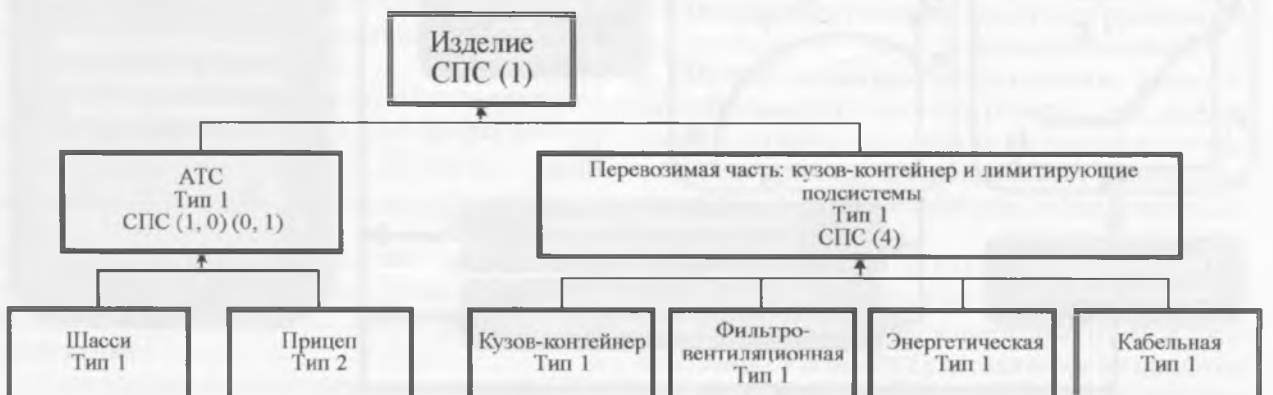 Изделие
СПС (1)
АТС
Тип 1
СПС (1, 0) (0, 1)
Перевозимая часть: кузов-контейнер и лимитирующие
подсистемы
Тип 1
СПС (4)
Шасси
Тип 1
Прицеп
Тип 2
Кузов-контейнер
Тип 1
Фильтро-
вентиляционная
Тип 1
Энергетическая
Тип 1
Кабельная
Тип 1